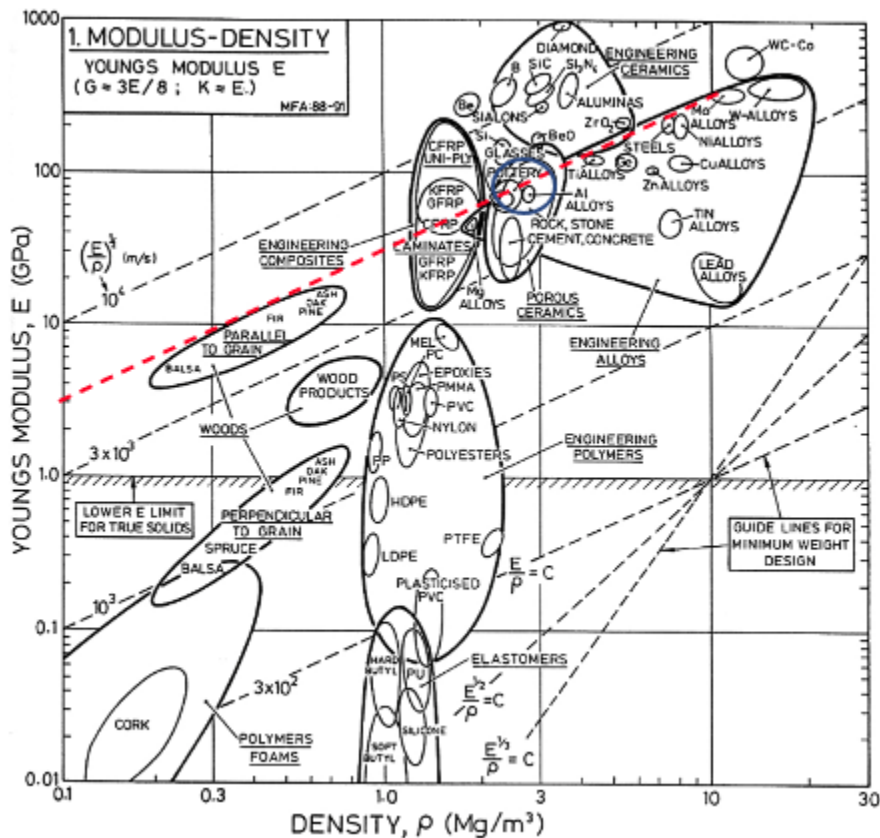 1. MODULUS-DENSITY
YOUNGS MODULUS E
(G ≈ 3E/8 ; K ≈ E.)
MFA:88-91
1000
100
10
1.0
0.1
0.01
YOUNGS MODULUS, E (GPa)
DIAMOND
B
SiC
Si₃N₄
ENGINEERING
CERAMICS
WC-Co
Be
SIALONS
ALUMINAS
Si
BeO
ZrO₂
GLASSES
POTTERY
Mo
ALLOYS
W-ALLOYS
STEELS
Ni ALLOYS
Ti ALLOYS
Cu ALLOYS
Zn ALLOYS
Al
ALLOYS
ROCK, STONE
CEMENT, CONCRETE
TIN
ALLOYS
LEAD
ALLOYS
CFRP
UNI-PLY
KFRP
GFRP
CFRP
LAMINATES
GFRP
KFRP
Mg
ALLOYS
ENGINEERING
COMPOSITES
POROUS
CERAMICS
ENGINEERING
ALLOYS
(E/ρ)^½ (m/s)
10⁴
ASH
OAK
PINE
FIR
PARALLEL
TO GRAIN
BALSA
WOOD
PRODUCTS
WOODS
3×10³
MEL
PC
PS
EPOXIES
PMMA
PVC
NYLON
POLYESTERS
PP
HDPE
LDPE
PTFE
PLASTICISED
PVC
ENGINEERING
POLYMERS
LOWER E LIMIT
FOR TRUE SOLIDS
ASH
OAK
PINE
FIR
PERPENDICULAR
TO GRAIN
SPRUCE
BALSA
10³
GUIDE LINES FOR
MINIMUM WEIGHT
DESIGN
E/ρ = C
E^½/ρ = C
E^⅓/ρ = C
3×10²
HARD
BUTYL
PU
SILICONE
SOFT
BUTYL
ELASTOMERS
CORK
POLYMERS
FOAMS
0.1
0.3
1.0
3
10
30
DENSITY, ρ (Mg/m³)